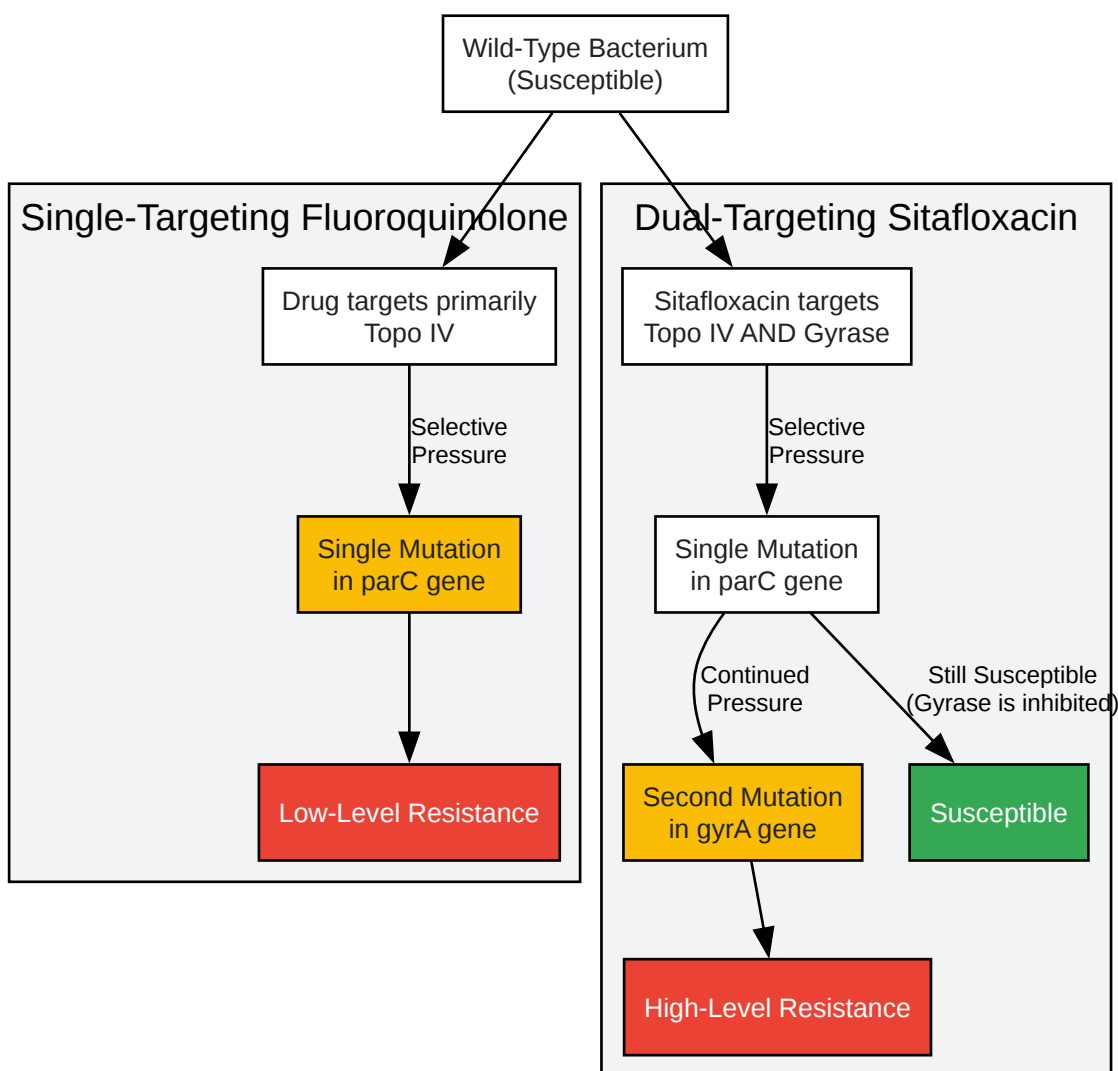 Wild-Type Bacterium
(Susceptible)
Single-Targeting Fluoroquinolone
Drug targets primarily
Topo IV
Selective
Pressure
Single Mutation
in parC gene
Low-Level Resistance
Dual-Targeting Sitafloxacin
Sitafloxacin targets
Topo IV AND Gyrase
Selective
Pressure
Single Mutation
in parC gene
Continued
Pressure
Still Susceptible
(Gyrase is inhibited)
Second Mutation
in gyrA gene
Susceptible
High-Level Resistance